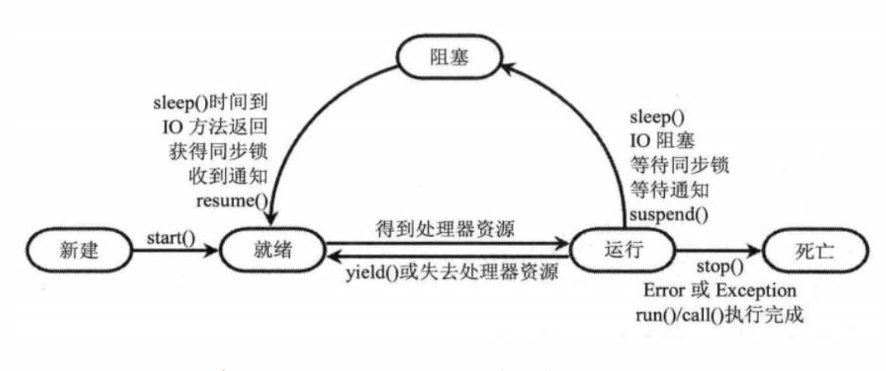 阻塞
sleep()时间到
IO 方法返回
获得同步锁
收到通知
resume()
sleep()
IO 阻塞
等待同步锁
等待通知
suspend()
新建
start()
就绪
得到处理器资源
yield()或失去处理器资源
运行
stop()
Error 或 Exception
run()/call()执行完成
死亡